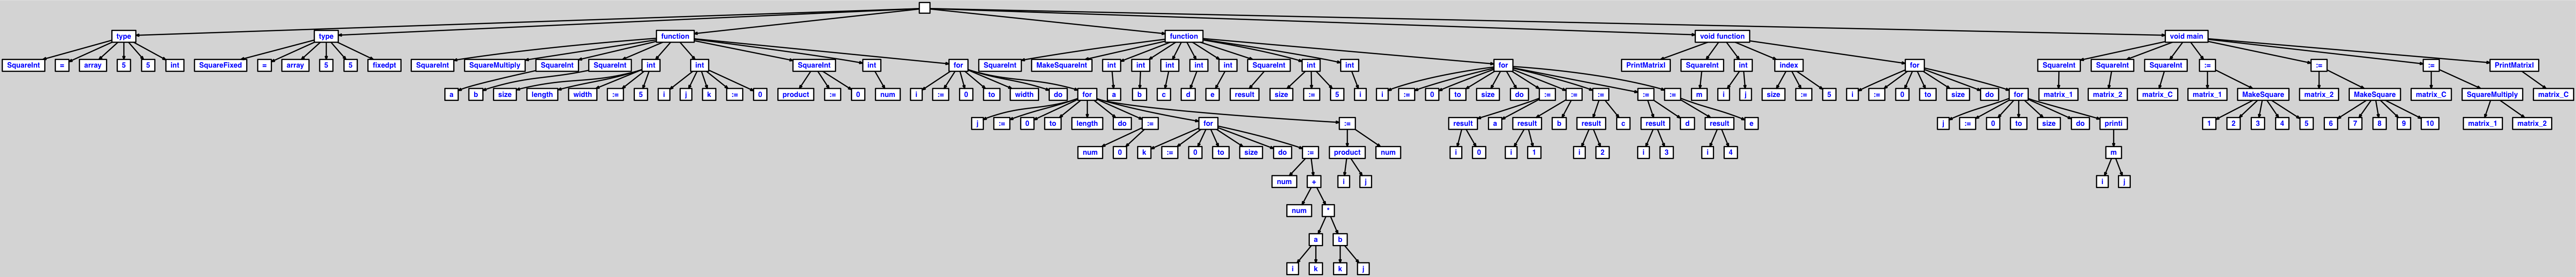 type type function function void function void main
SquareInt = array 5 5 int SquareFixed = array 5 5 fixedpt SquareInt SquareMultiply SquareInt SquareInt int int SquareInt int for SquareInt MakeSquareInt int int int int int SquareInt int int for PrintMatrixI SquareInt int index for SquareInt SquareInt SquareInt := := := PrintMatrixI
a b size length width := 5 i j k := 0 product := 0 num i := 0 to width do for a b c d e result size := 5 i i := 0 to size do := := := := := m i j size := 5 i := 0 to size do for matrix_1 matrix_2 matrix_C matrix_1 MakeSquare matrix_2 MakeSquare matrix_C SquareMultiply matrix_C
j := 0 to length do := for := result a result b result c result d result e j := 0 to size do printi 1 2 3 4 5 6 7 8 9 10 matrix_1 matrix_2
num 0 k := 0 to size do := product num i 0 i 1 i 2 i 3 i 4 m
num + i j i j
num *
a b
i k k j